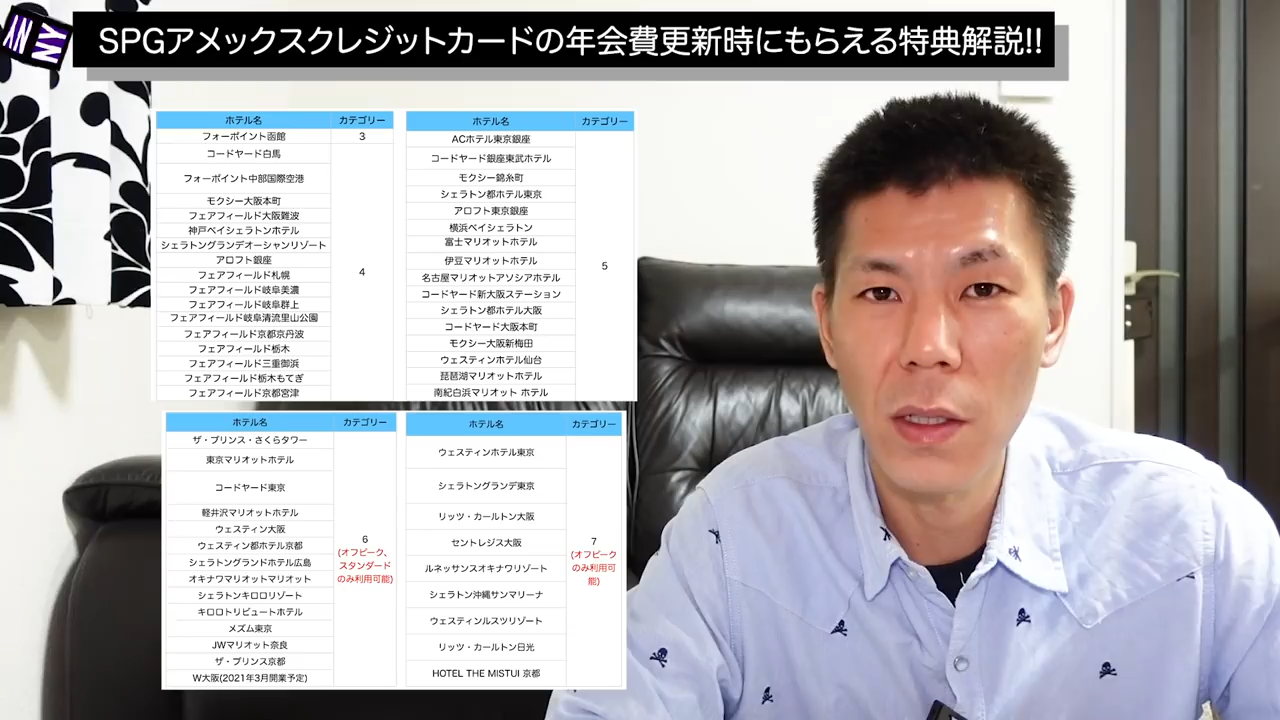 NY
NY
SPGアメックスクレジットカードの年会費更新時にもらえる特典解説!!
ホテル名 カテゴリー
フォーポイント函館 3
コードヤード白馬
フォーポイント中部国際空港
モクシー大阪本町
フェアフィールド大阪難波
神戸ベイシェラトンホテル
シェラトングランデオーシャンリゾート
アロフト銀座
4
フェアフィールド札幌
フェアフィールド岐阜美濃
フェアフィールド岐阜群上
フェアフィールド岐阜清流里山公園
フェアフィールド京都京丹波
フェアフィールド栃木
フェアフィールド三重御浜
フェアフィールド栃木もてぎ
フェアフィールド京都宮津
ホテル名 カテゴリー
ACホテル東京銀座
コードヤード銀座東武ホテル
モクシー錦糸町
シェラトン都ホテル東京
アロフト東京銀座
横浜ベイシェラトン
富士マリオットホテル
伊豆マリオットホテル
5
名古屋マリオットアソシアホテル
コードヤード新大阪ステーション
シェラトン都ホテル大阪
コードヤード大阪本町
モクシー大阪新梅田
ウェスティンホテル仙台
琵琶湖マリオットホテル
南紀白浜マリオット ホテル
ホテル名 カテゴリー
ザ・プリンス・さくらタワー
東京マリオットホテル
コードヤード東京
軽井沢マリオットホテル
ウェスティン大阪
ウェスティン都ホテル京都
シェラトングランドホテル広島
オキナワマリオットマリオット
シェラトンキロロリゾート
キロロトリビュートホテル
メズム東京
JWマリオット奈良
ザ・プリンス京都
W大阪(2021年3月開業予定)
6
(オフピーク、
スタンダード
のみ利用可能)
ホテル名 カテゴリー
ウェスティンホテル東京
シェラトングランデ東京
リッツ・カールトン大阪
セントレジス大阪
ルネッサンスオキナワリゾート
シェラトン沖縄サンマリーナ
ウェスティンルスツリゾート
リッツ・カールトン日光
HOTEL THE MISTUI 京都
7
(オフピーク
のみ利用可
能)